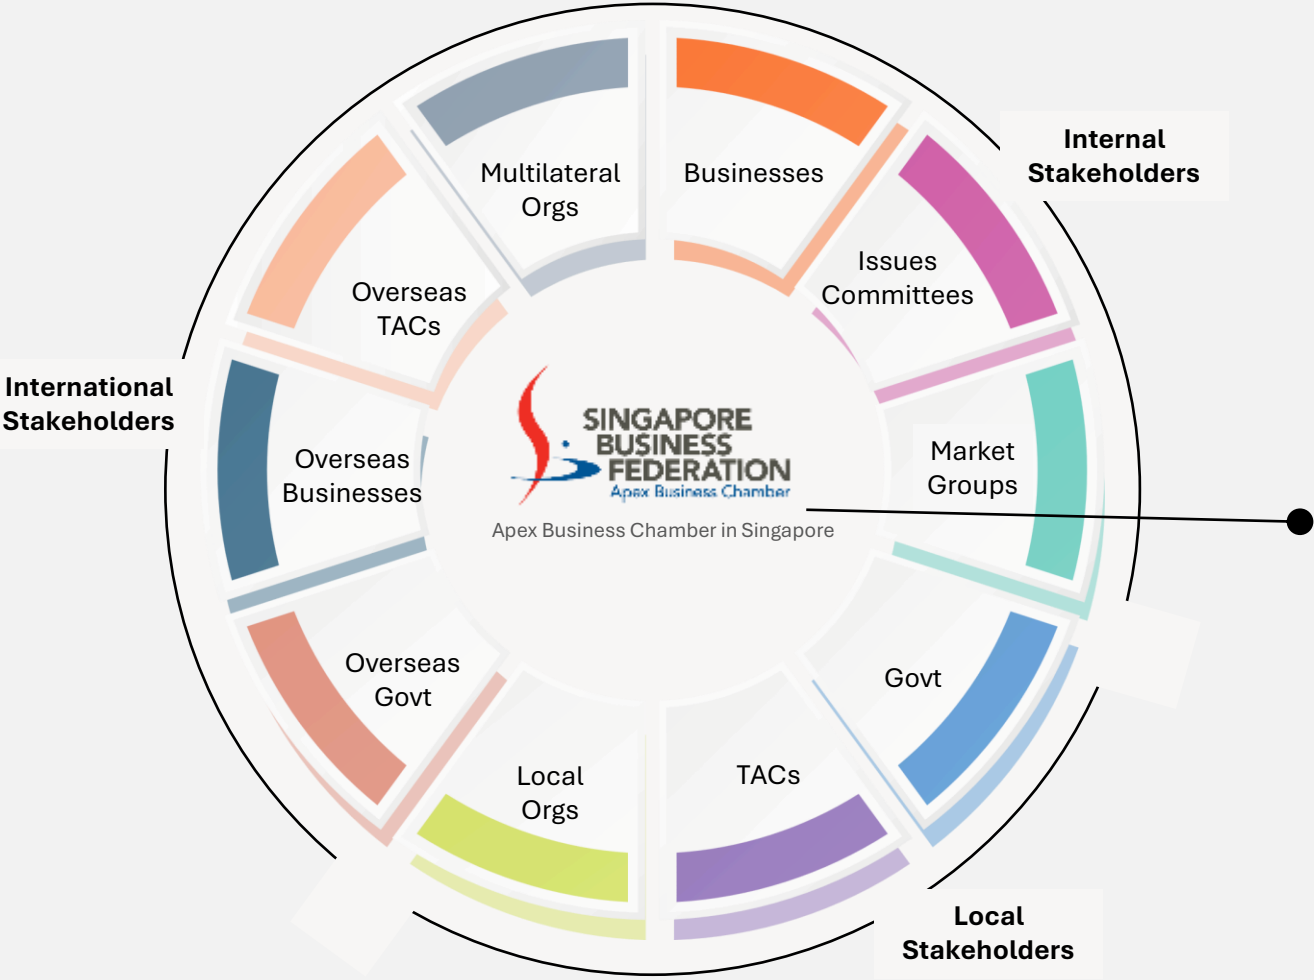 Multilateral
Orgs
Businesses
Internal
Stakeholders
Issues
Committees
Overseas
TACs
International
Stakeholders
SINGAPORE
BUSINESS
FEDERATION
Apex Business Chamber
Apex Business Chamber in Singapore
Overseas
Businesses
Market
Groups
Overseas
Govt
Govt
Local
Orgs
TACs
Local
Stakeholders